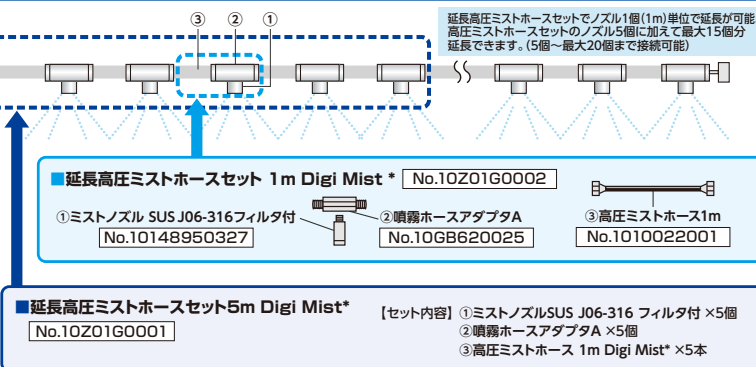 ③ ② ①
延長高圧ミストホースセットでノズル1個(1m)単位で延長が可能
高圧ミストホースセットのノズル5個に加えて最大15個分
延長できます。(5個〜最大20個まで接続可能)
■延長高圧ミストホースセット 1m Digi Mist * No.10Z01G0002
①ミストノズル SUS J06-316フィルタ付
No.10148950327
②噴霧ホースアダプタA
No.10GB620025
③高圧ミストホース1m
No.1010022001
■延長高圧ミストホースセット5m Digi Mist*
No.10Z01G0001
【セット内容】①ミストノズルSUS J06-316 フィルタ付 ×5個
②噴霧ホースアダプタA ×5個
③高圧ミストホース 1m Digi Mist* ×5本